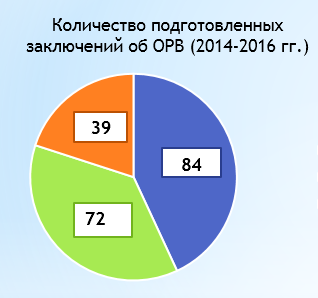 Количество подготовленных
заключений об ОРВ (2014-2016 гг.)
39
84
72